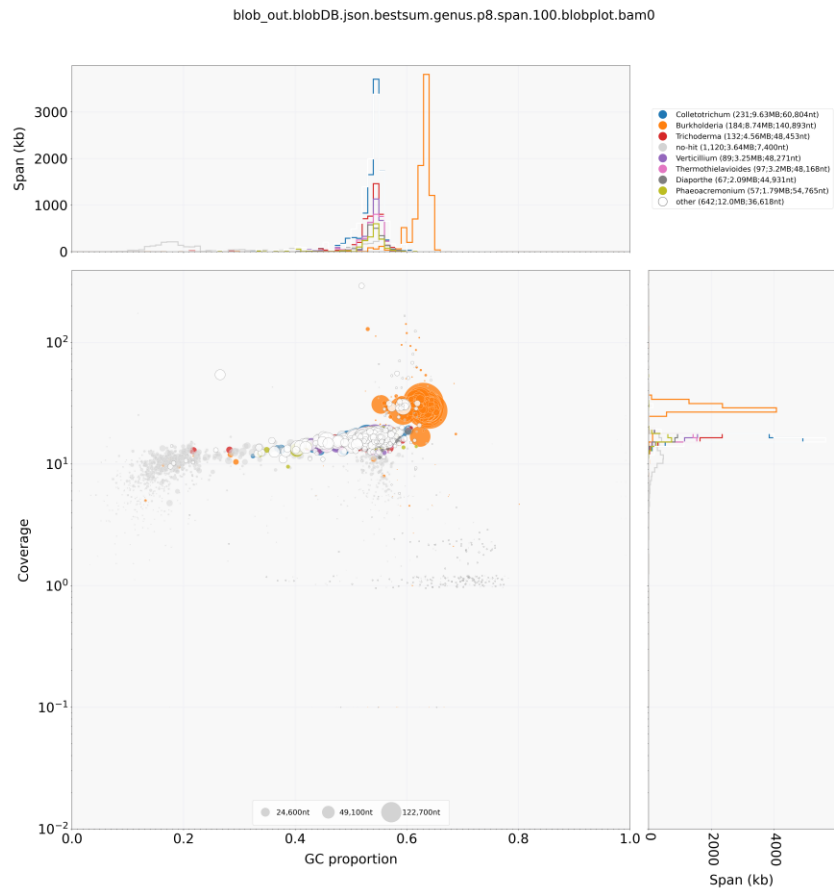 blob_out.blobDB.json.bestsum.genus.p8.span.100.blobplot.bam0
3000
2000
1000
0
Span (kb)
Colletotrichum (231;9.63MB;60,804nt)
Burkholderia (184;8.74MB;140,893nt)
Trichoderma (132;4.56MB;48,453nt)
no-hit (1,120;3.64MB;7,400nt)
Verticillium (89;3.25MB;48,271nt)
Thermothielavioides (97;3.2MB;48,168nt)
Diaporthe (67;2.09MB;44,931nt)
Phaeoacremonium (57;1.79MB;54,765nt)
other (642;12.0MB;36,618nt)
10²
10¹
10⁰
10⁻¹
10⁻²
Coverage
24,600nt 49,100nt 122,700nt
0.0 0.2 0.4 0.6 0.8 1.0
GC proportion
0 2000 4000
Span (kb)